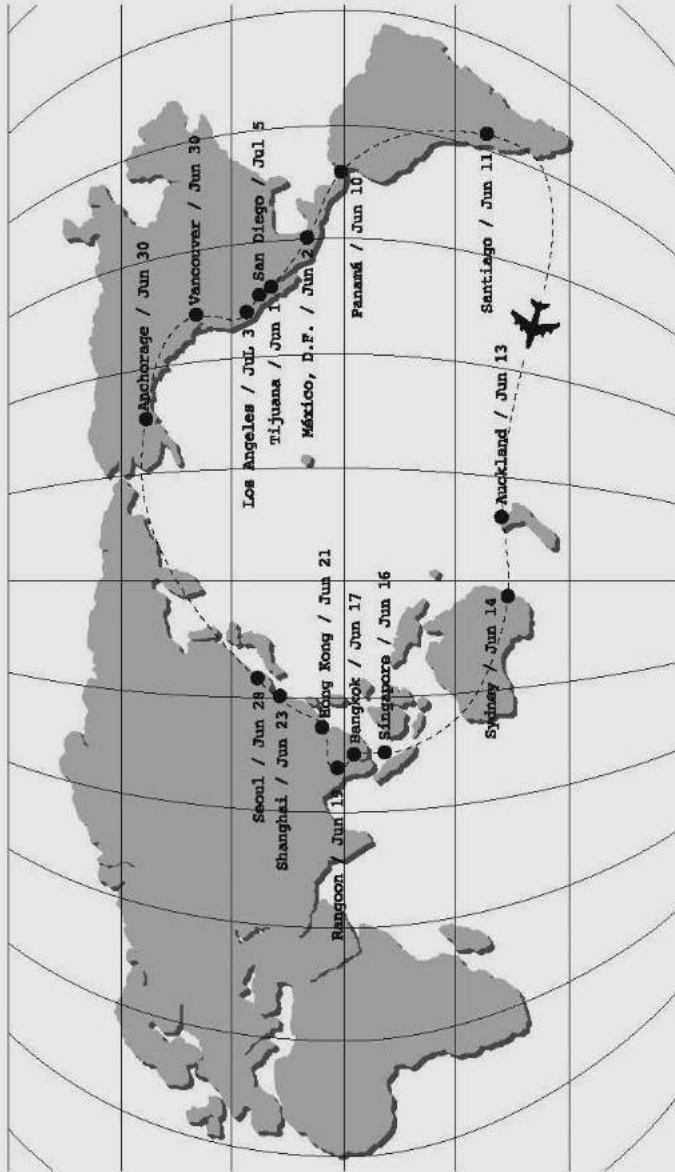 Anchorage / Jun 30
Vancouver / Jun 30
Los Angeles / JuL 3
San Diego / Jul 5
Tijuana / Jun 1
México, D.F. / Jun 2
Panamá / Jun 10
Santiago / Jun 11
Auckland / Jun 13
Sydney / Jun 14
Singapore / Jun 16
Bangkok / Jun 17
Rangoon / Jun 19
Hong Kong / Jun 21
Shanghai / Jun 23
Seoul / Jun 28